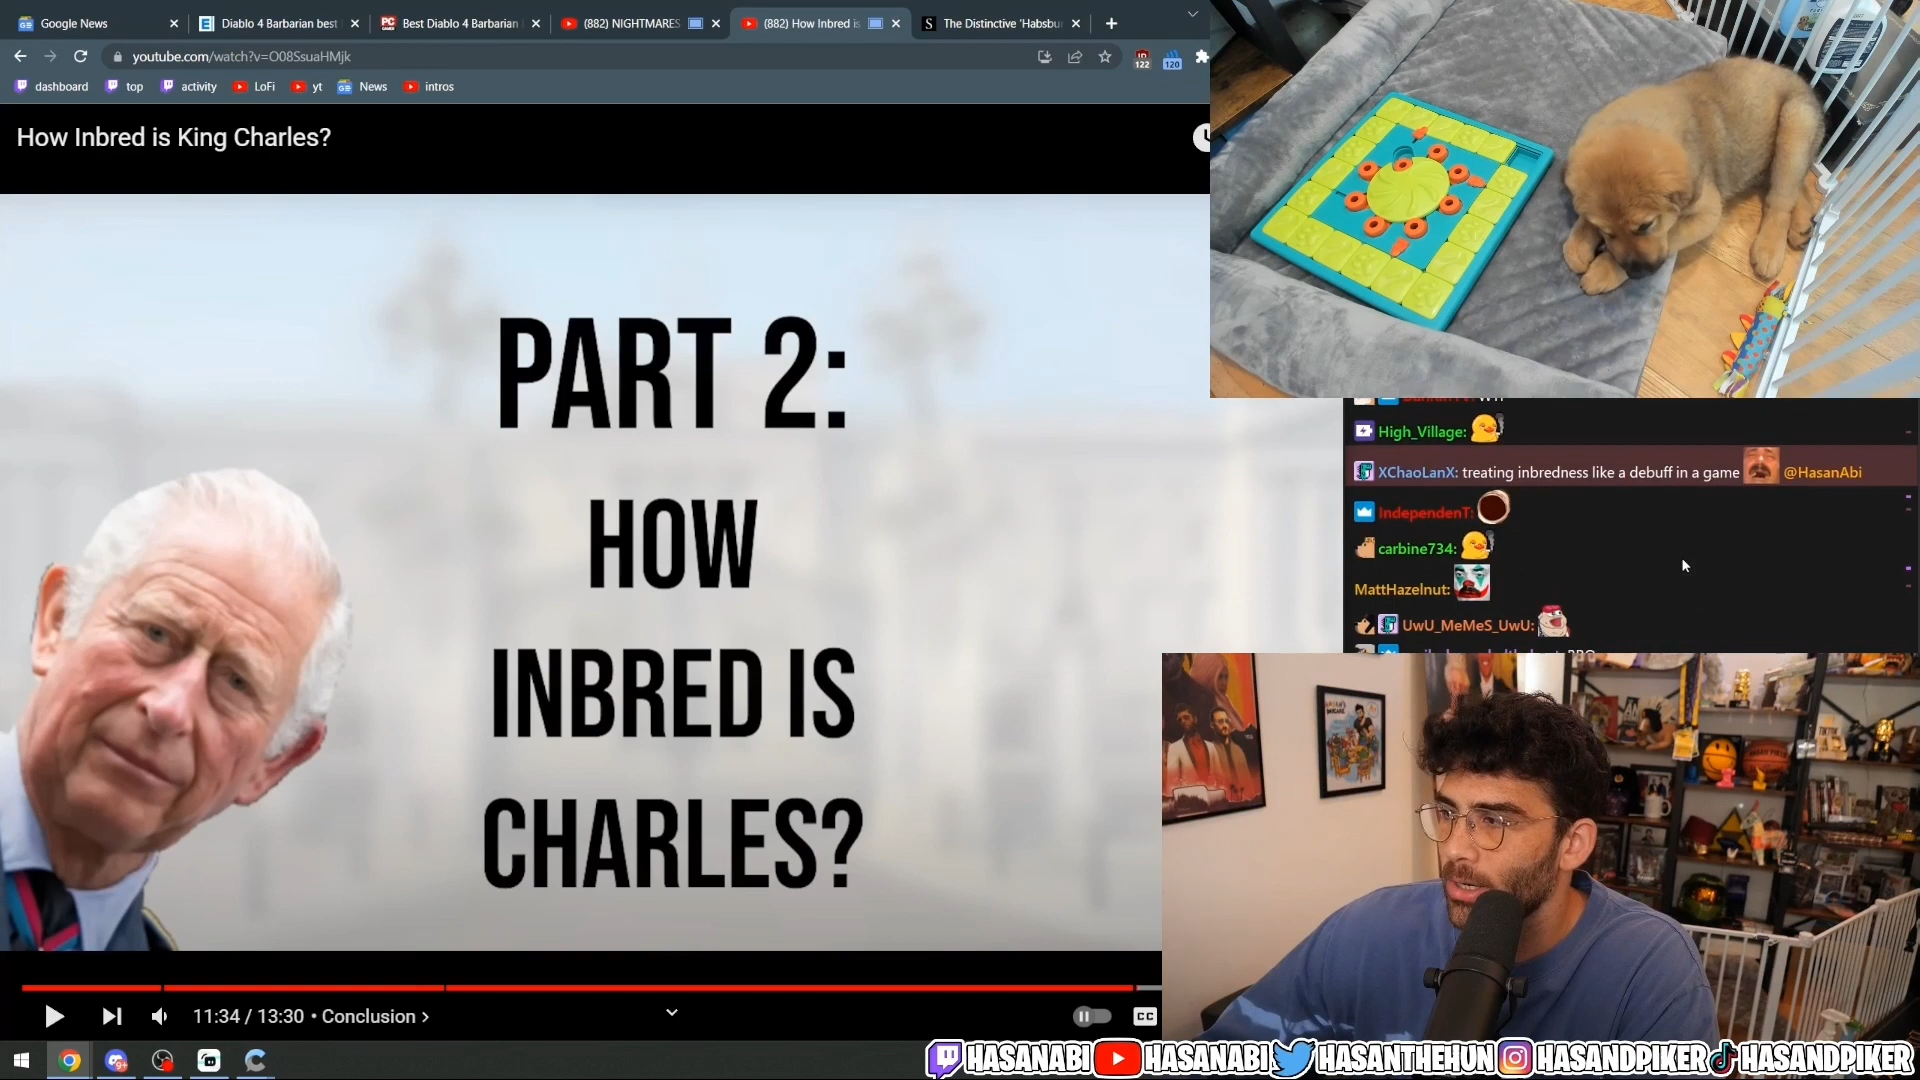 Google News
Diablo 4 Barbarian best
Best Diablo 4 Barbarian
(882) NIGHTMARES
(882) How Inbred is
The Distinctive 'Habsbu
youtube.com/watch?v=O08SsuaHMjk
122
120
dashboard
top
activity
LoFi
yt
News
intros
How Inbred is King Charles?
PART 2:
HOW
INBRED IS
CHARLES?
High_Village:
XChaoLanX: treating inbredness like a debuff in a game @HasanAbi
IndependenT:
carbine734:
MattHazelnut:
UwU_MeMeS_UwU:
11:34 / 13:30 • Conclusion >
CC
HASANABI HASANABI HASANTHEHUN HASANDPIKER HASANDPIKER